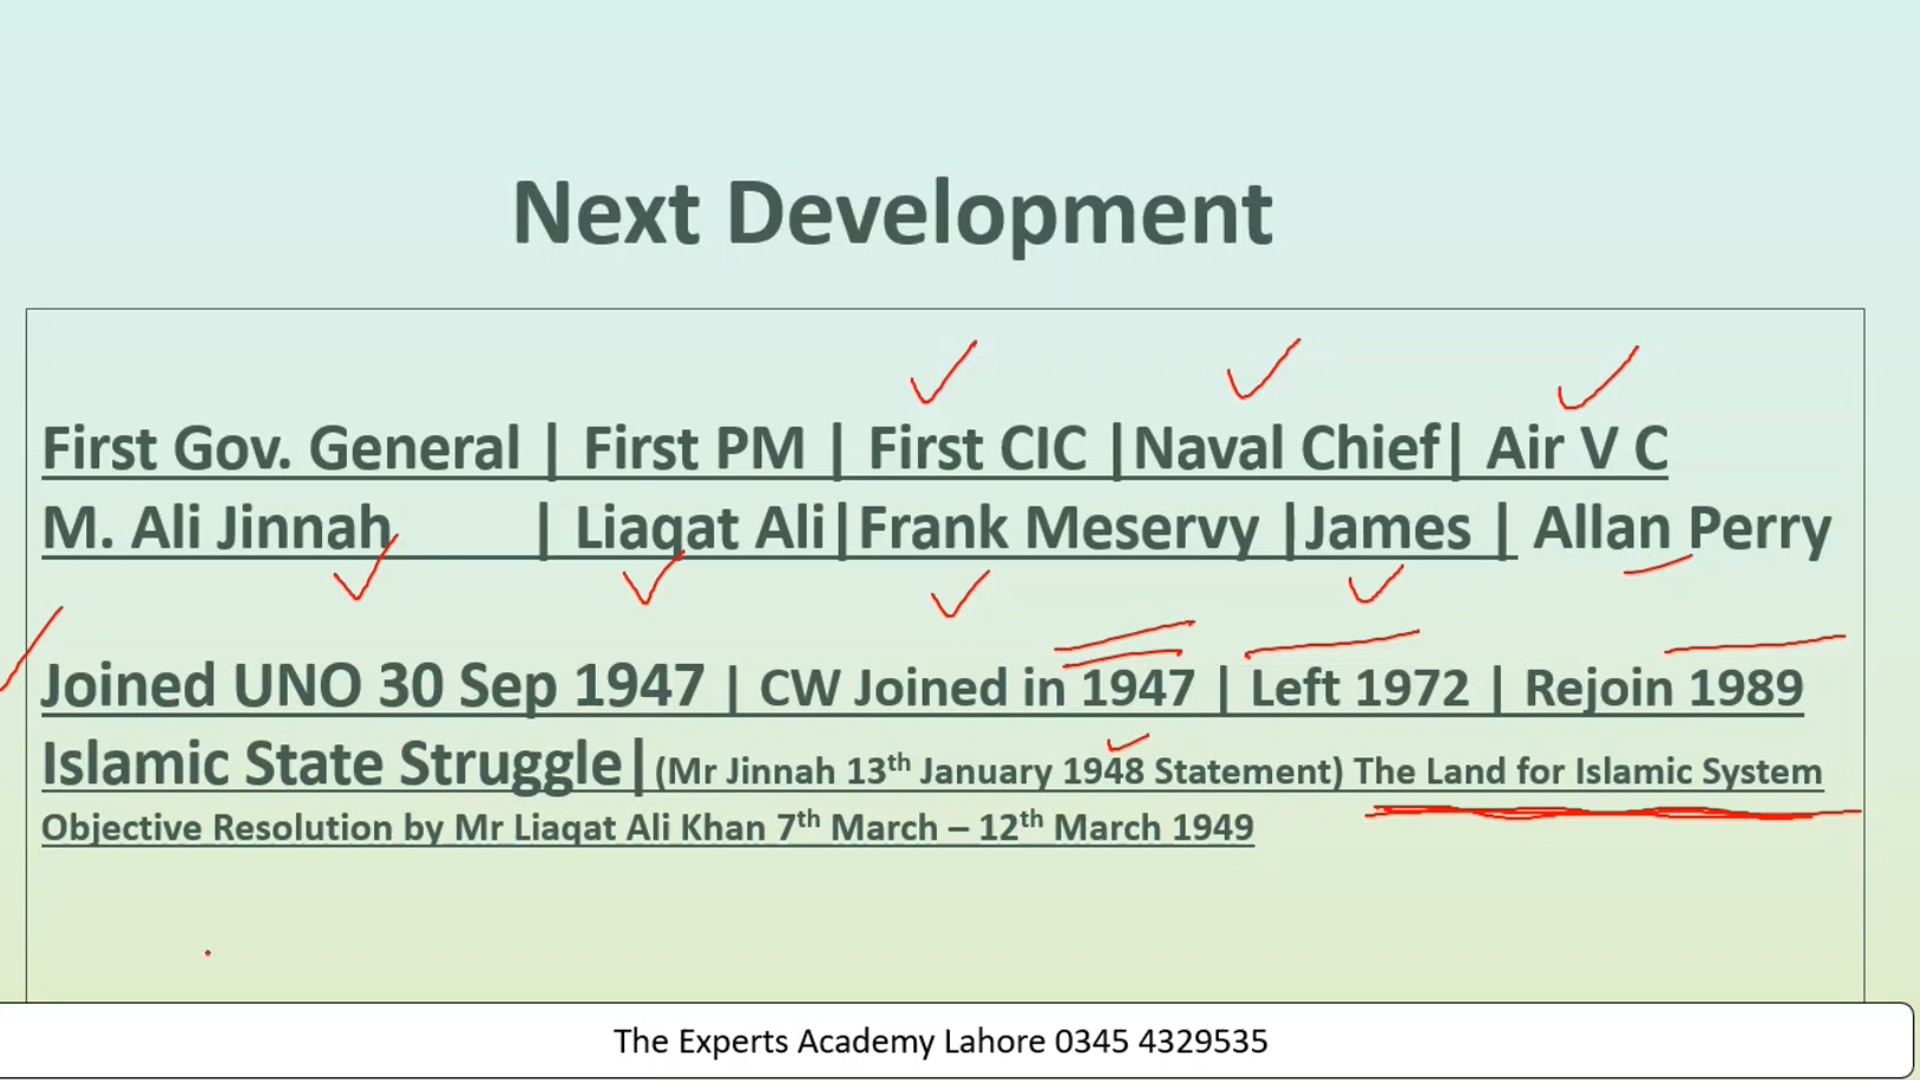 Next Development
First Gov. General | First PM | First CIC |Naval Chief| Air V C
M. Ali Jinnah | Liaqat Ali|Frank Meservy |James | Allan Perry
Joined UNO 30 Sep 1947 | CW Joined in 1947 | Left 1972 | Rejoin 1989
Islamic State Struggle|(Mr Jinnah 13th January 1948 Statement) The Land for Islamic System
Objective Resolution by Mr Liaqat Ali Khan 7th March – 12th March 1949
The Experts Academy Lahore 0345 4329535